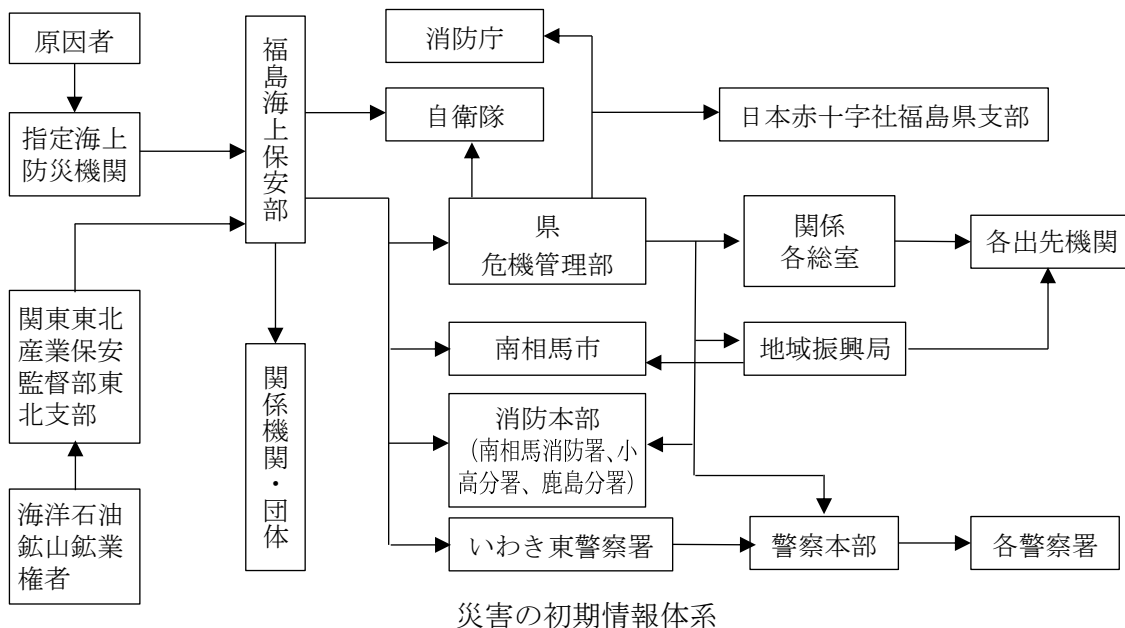 原因者
指定海上
防災機関
関東東北
産業保安
監督部東
北支部
海洋石油
鉱山鉱業
権者
福島海上保安部
関係機関・団体
消防庁
自衛隊
県
危機管理部
南相馬市
消防本部
（南相馬消防署、小
高分署、鹿島分署）
いわき東警察署
日本赤十字社福島県支部
関係
各総室
地域振興局
警察本部
各出先機関
各警察署
災害の初期情報体系